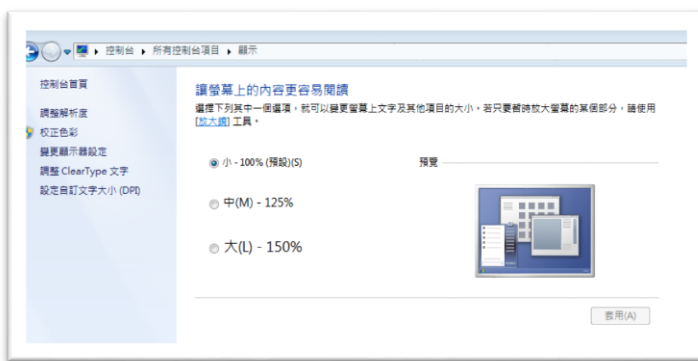 控制台 ▸ 所有控制台項目 ▸ 顯示
控制台首頁
調整解析度
校正色彩
變更顯示器設定
調整 ClearType 文字
設定自訂文字大小 (DPI)
讓螢幕上的內容更容易閱讀
選擇下列其中一個選項,就可以變更螢幕上文字及其他項目的大小。若只要暫時放大螢幕的某個部分,請使用
[放大鏡] 工具。
小 - 100% (預設)(S)
預覽
中(M) - 125%
大(L) - 150%
套用(A)